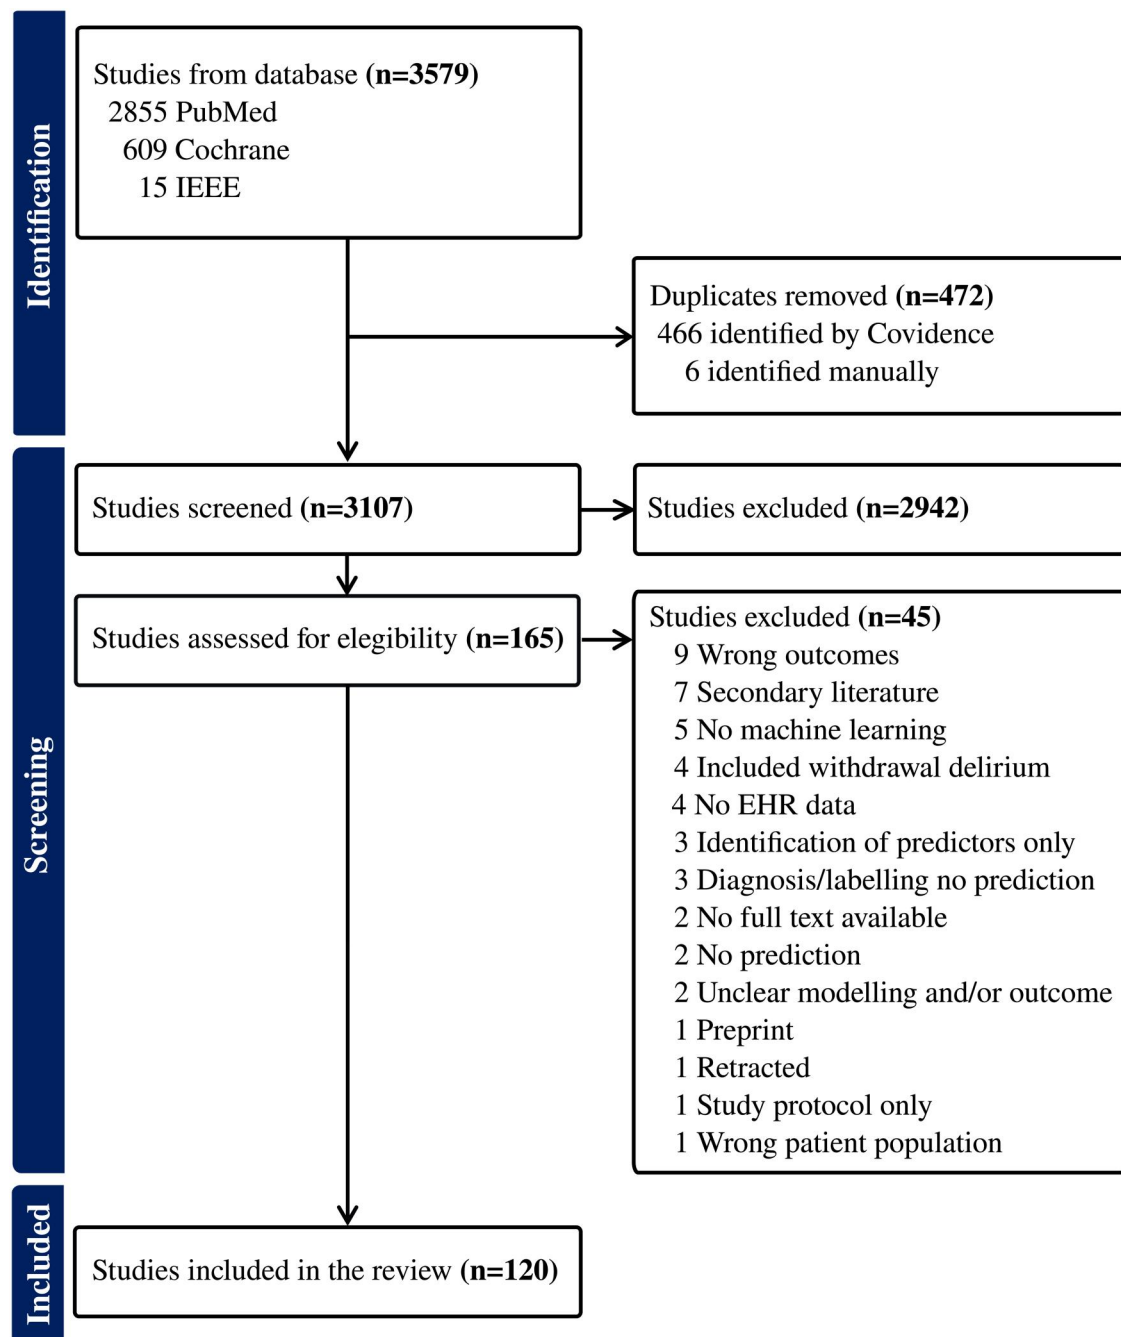 Identification
Studies from database (n=3579)
2855 PubMed
609 Cochrane
15 IEEE
Duplicates removed (n=472)
466 identified by Covidence
6 identified manually
Screening
Studies screened (n=3107)
Studies excluded (n=2942)
Studies assessed for elegibility (n=165)
Studies excluded (n=45)
9 Wrong outcomes
7 Secondary literature
5 No machine learning
4 Included withdrawal delirium
4 No EHR data
3 Identification of predictors only
3 Diagnosis/labelling no prediction
2 No full text available
2 No prediction
2 Unclear modelling and/or outcome
1 Preprint
1 Retracted
1 Study protocol only
1 Wrong patient population
Included
Studies included in the review (n=120)